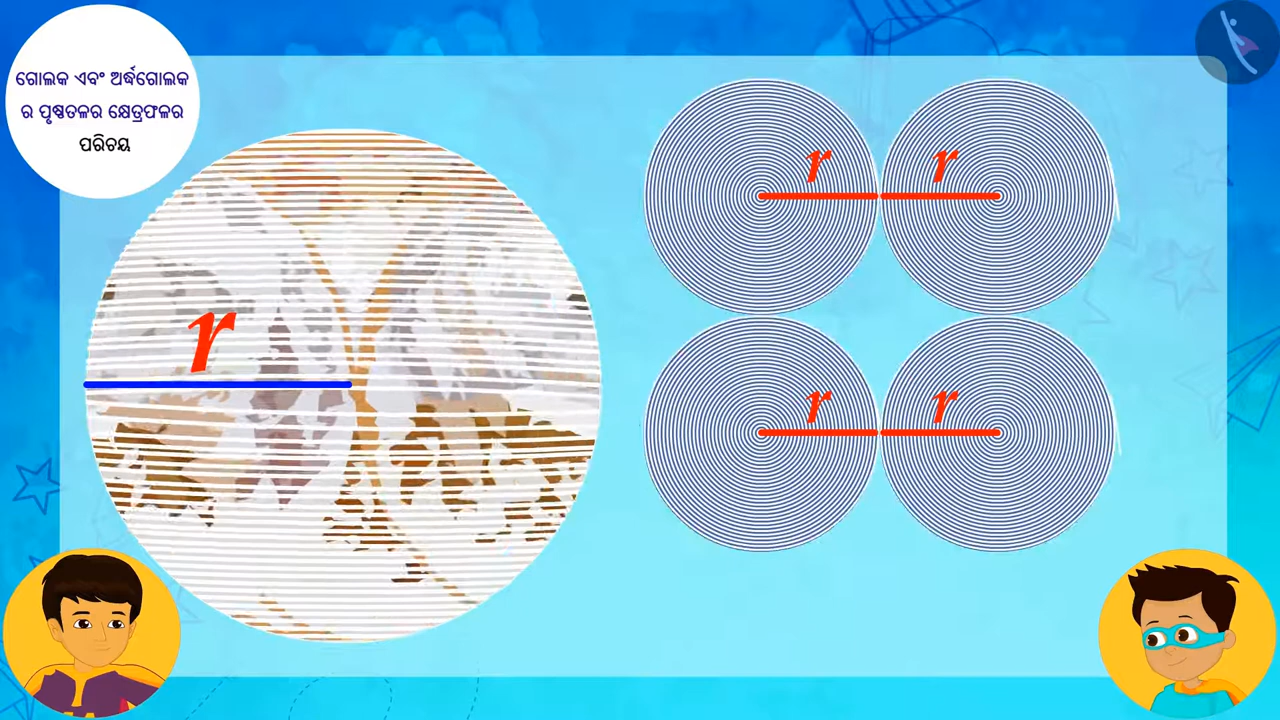 ଗୋଲକ ଏବଂ ଅର୍ଦ୍ଧଗୋଲକ
ର ପୃଷ୍ଠତଳର କ୍ଷେତ୍ରଫଳର
ପରିଚୟ
r r
r
r r